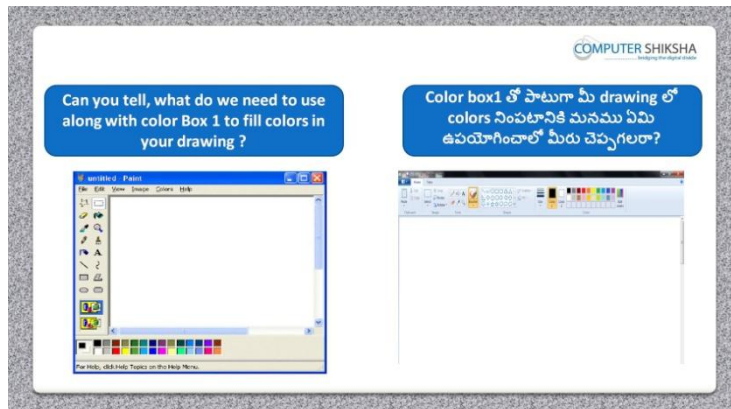 COMPUTER SHIKSHA
Bridging the digital divide
Can you tell, what do we need to use
along with color Box 1 to fill colors in
your drawing ?
Color box1 తో పాటుగా మీ drawing లో
colors నింపటానికి మనము ఏమి
ఉపయోగించాలో మీరు చెప్పగలరా?
untitled - Paint
File Edit View Image Colors Help
For Help, click Help Topics on the Help Menu.